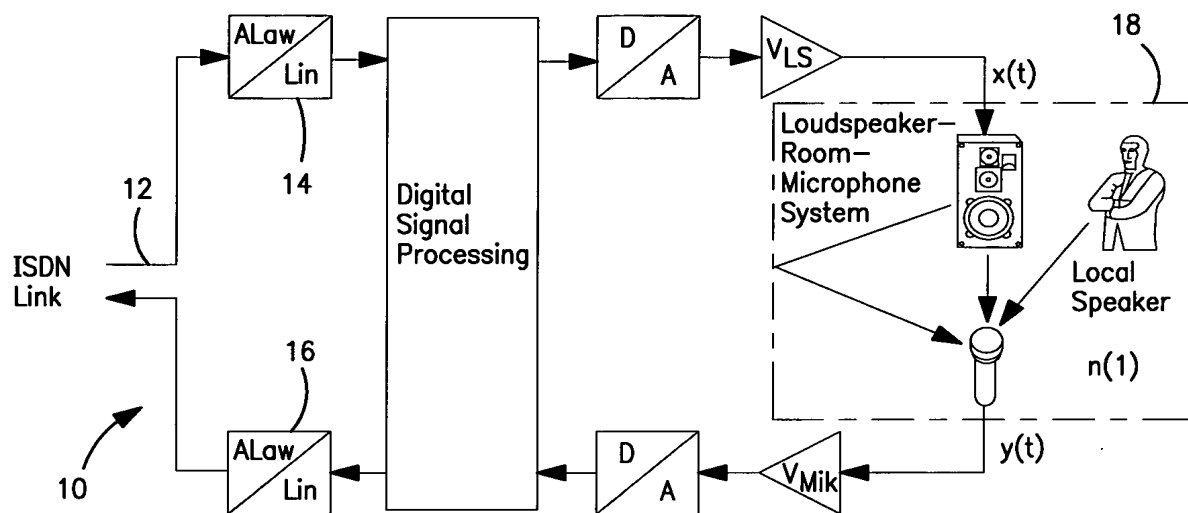 ALaw
Lin
14
D
A
VLS
x(t)
18
Loudspeaker-
Room-
Microphone
System
12
Digital
Signal
Processing
ISDN
Link
Local
Speaker
n(1)
16
ALaw
Lin
10
D
A
VMik
y(t)